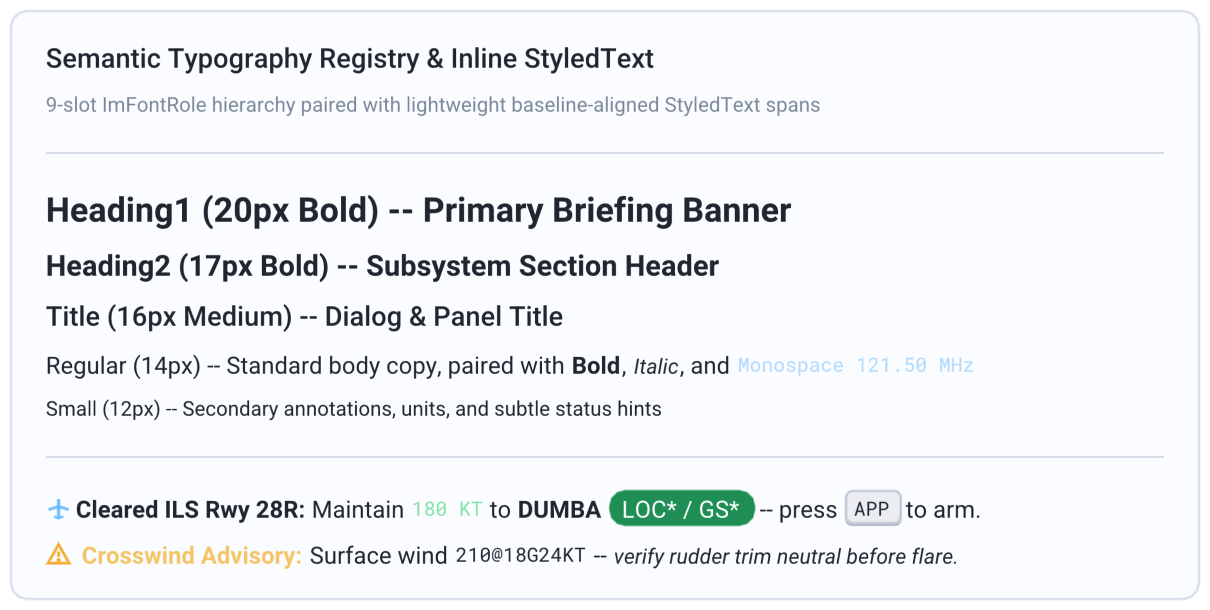 Semantic Typography Registry & Inline StyledText
9-slot ImFontRole hierarchy paired with lightweight baseline-aligned StyledText spans
Heading1 (20px Bold) -- Primary Briefing Banner
Heading2 (17px Bold) -- Subsystem Section Header
Title (16px Medium) -- Dialog & Panel Title
Regular (14px) -- Standard body copy, paired with Bold, Italic, and Monospace 121.50 MHz
Small (12px) -- Secondary annotations, units, and subtle status hints
Cleared ILS Rwy 28R: Maintain 180 KT to DUMBA LOC* / GS* -- press APP to arm.
Crosswind Advisory: Surface wind 210@18G24KT -- verify rudder trim neutral before flare.